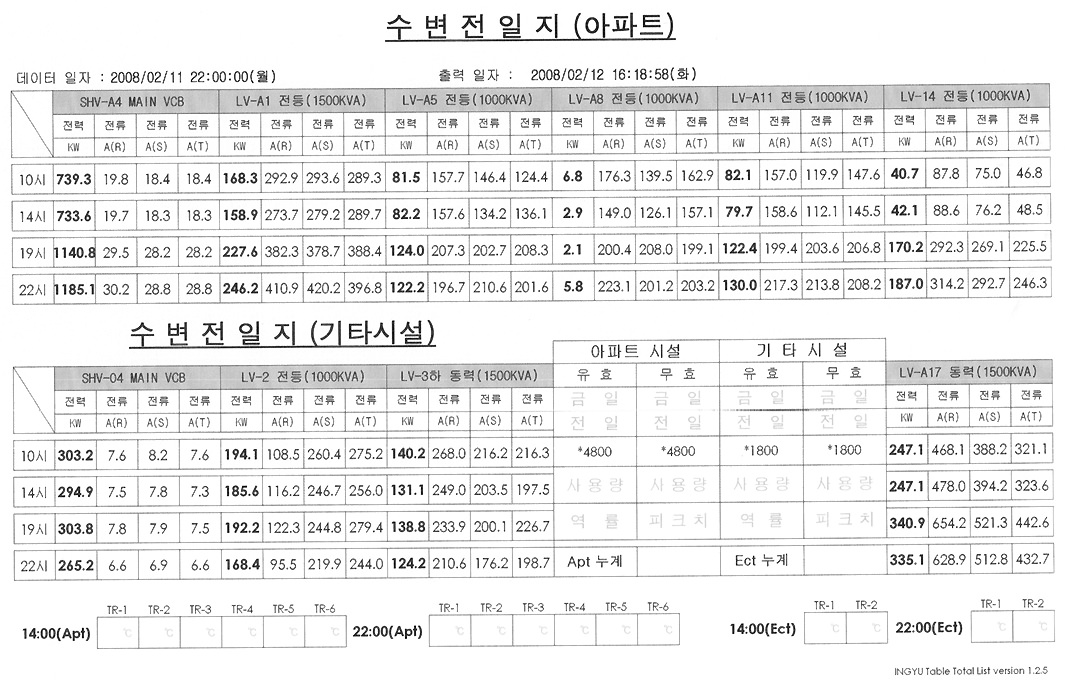 수 변 전 일 지 (아파트)
데이터 일자 : 2008/02/11 22:00:00(월) 출력 일자 : 2008/02/12 16:18:58(화)
SHV-A4 MAIN VCB LV-A1 전등(1500KVA) LV-A5 전등(1000KVA) LV-A8 전등(1000KVA) LV-A11 전등(1000KVA) LV-14 전등(1000KVA)
전력 전류 전류 전류 전력 전류 전류 전류 전력 전류 전류 전류 전력 전류 전류 전류 전력 전류 전류 전류 전력 전류 전류 전류
KW A(R) A(S) A(T) KW A(R) A(S) A(T) KW A(R) A(S) A(T) KW A(R) A(S) A(T) KW A(R) A(S) A(T) KW A(R) A(S) A(T)
10시 739.3 19.8 18.4 18.4 168.3 292.9 293.6 289.3 81.5 157.7 146.4 124.4 6.8 176.3 139.5 162.9 82.1 157.0 119.9 147.6 40.7 87.8 75.0 46.8
14시 733.6 19.7 18.3 18.3 158.9 273.7 279.2 289.7 82.2 157.6 134.2 136.1 2.9 149.0 126.1 157.1 79.7 158.6 112.1 145.5 42.1 88.6 76.2 48.5
19시 1140.8 29.5 28.2 28.2 227.6 382.3 378.7 388.4 124.0 207.3 202.7 208.3 2.1 200.4 208.0 199.1 122.4 199.4 203.6 206.8 170.2 292.3 269.1 225.5
22시 1185.1 30.2 28.8 28.8 246.2 410.9 420.2 396.8 122.2 196.7 210.6 201.6 5.8 223.1 201.2 203.2 130.0 217.3 213.8 208.2 187.0 314.2 292.7 246.3
수 변 전 일 지 (기타시설)
아파트 시설 기 타 시 설
SHV-04 MAIN VCB LV-2 전등(1000KVA) LV-3하 동력(1500KVA) 유 효 무 효 유 효 무 효 LV-A17 동력(1500KVA)
전력 전류 전류 전류 전력 전류 전류 전류 전력 전류 전류 전류 금 일 금 일 금 일 금 일 전력 전류 전류 전류
KW A(R) A(S) A(T) KW A(R) A(S) A(T) KW A(R) A(S) A(T) 전 일 전 일 전 일 전 일 KW A(R) A(S) A(T)
10시 303.2 7.6 8.2 7.6 194.1 108.5 260.4 275.2 140.2 268.0 216.2 216.3 *4800 *4800 *1800 *1800 247.1 468.1 388.2 321.1
14시 294.9 7.5 7.8 7.3 185.6 116.2 246.7 256.0 131.1 249.0 203.5 197.5 사용량 사용량 사용량 사용량 247.1 478.0 394.2 323.6
19시 303.8 7.8 7.9 7.5 192.2 122.3 244.8 279.4 138.8 233.9 200.1 226.7 역 률 피크치 역 률 피크치 340.9 654.2 521.3 442.6
22시 265.2 6.6 6.9 6.6 168.4 95.5 219.9 244.0 124.2 210.6 176.2 198.7 Apt 누계 Ect 누계 335.1 628.9 512.8 432.7
TR-1 TR-2 TR-3 TR-4 TR-5 TR-6 TR-1 TR-2 TR-3 TR-4 TR-5 TR-6 TR-1 TR-2 TR-1 TR-2
14:00(Apt) ℃ ℃ ℃ ℃ ℃ ℃ 22:00(Apt) ℃ ℃ ℃ ℃ ℃ ℃ 14:00(Ect) ℃ ℃ 22:00(Ect) ℃ ℃
INGYU Table Total List version 1.2.5